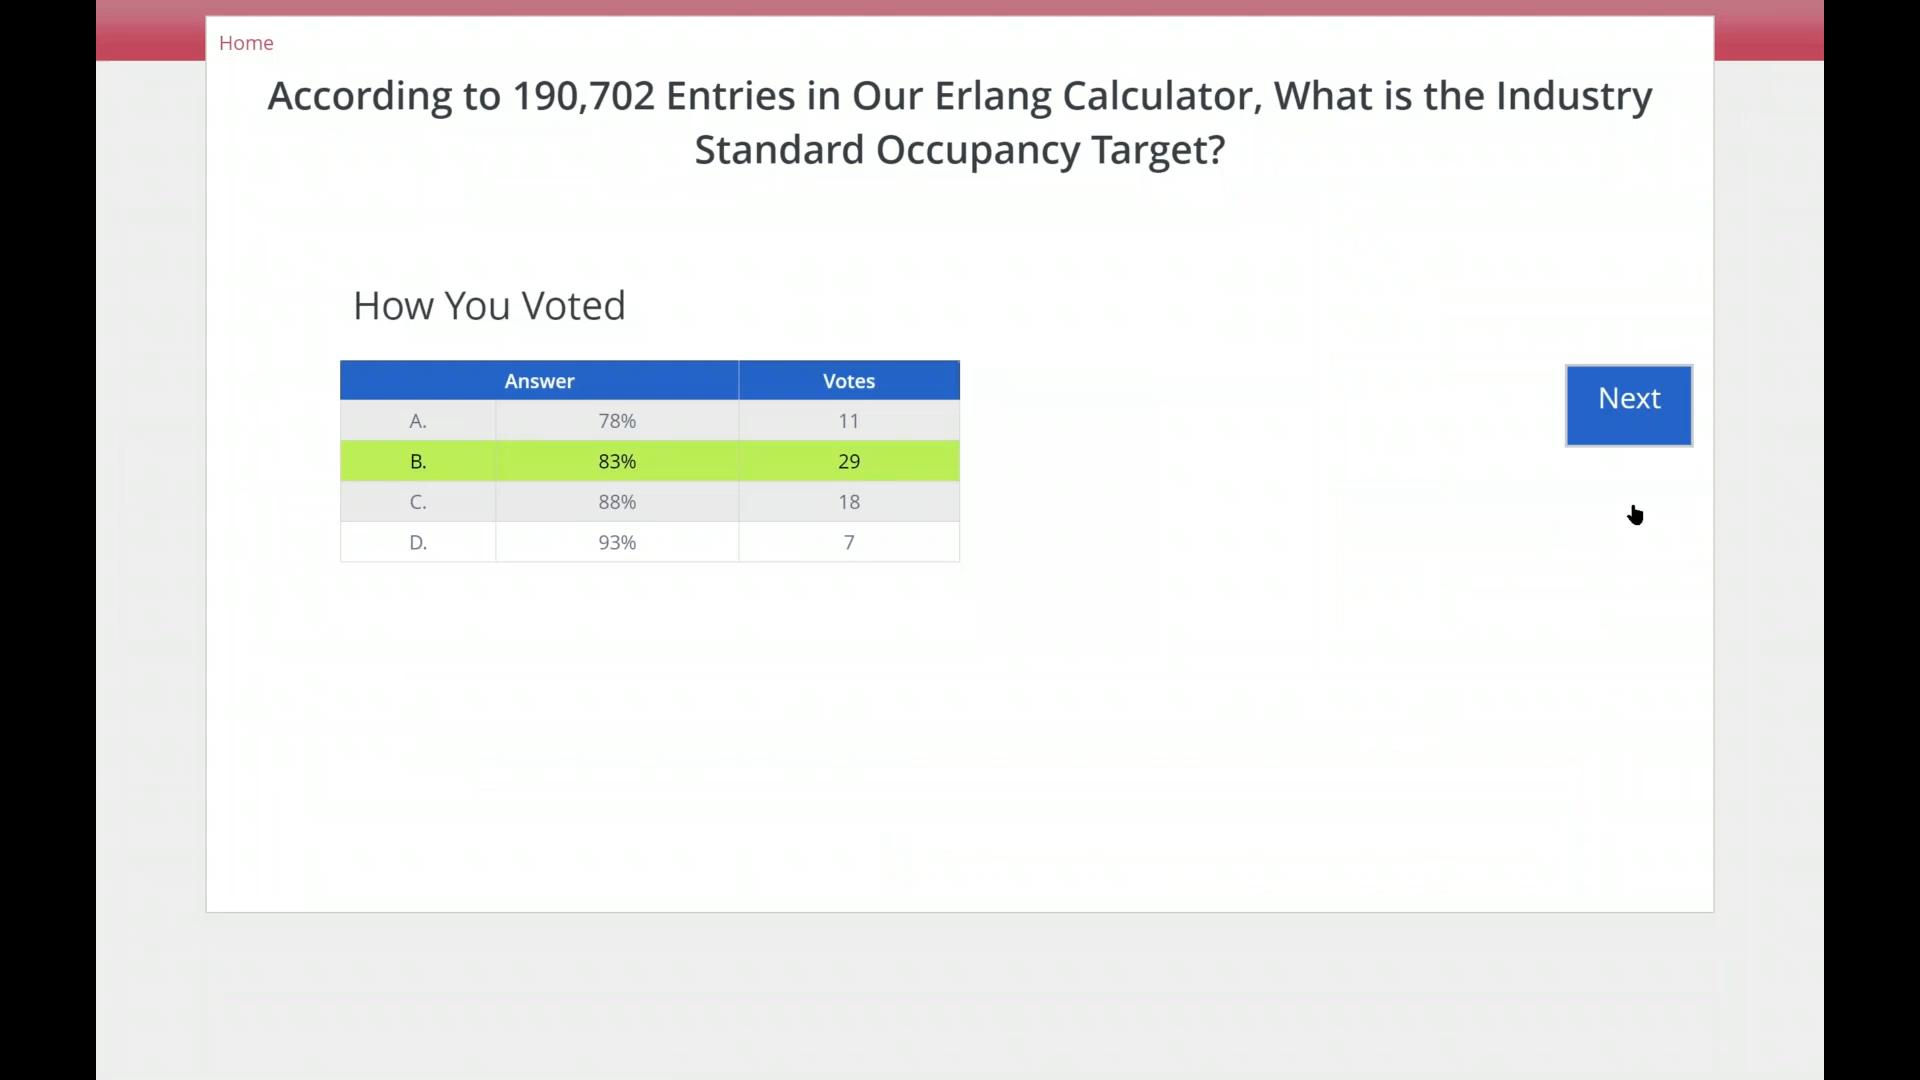 Home
According to 190,702 Entries in Our Erlang Calculator, What is the Industry
Standard Occupancy Target?
How You Voted
Answer Votes
A. 78% 11
B. 83% 29
C. 88% 18
D. 93% 7
Next